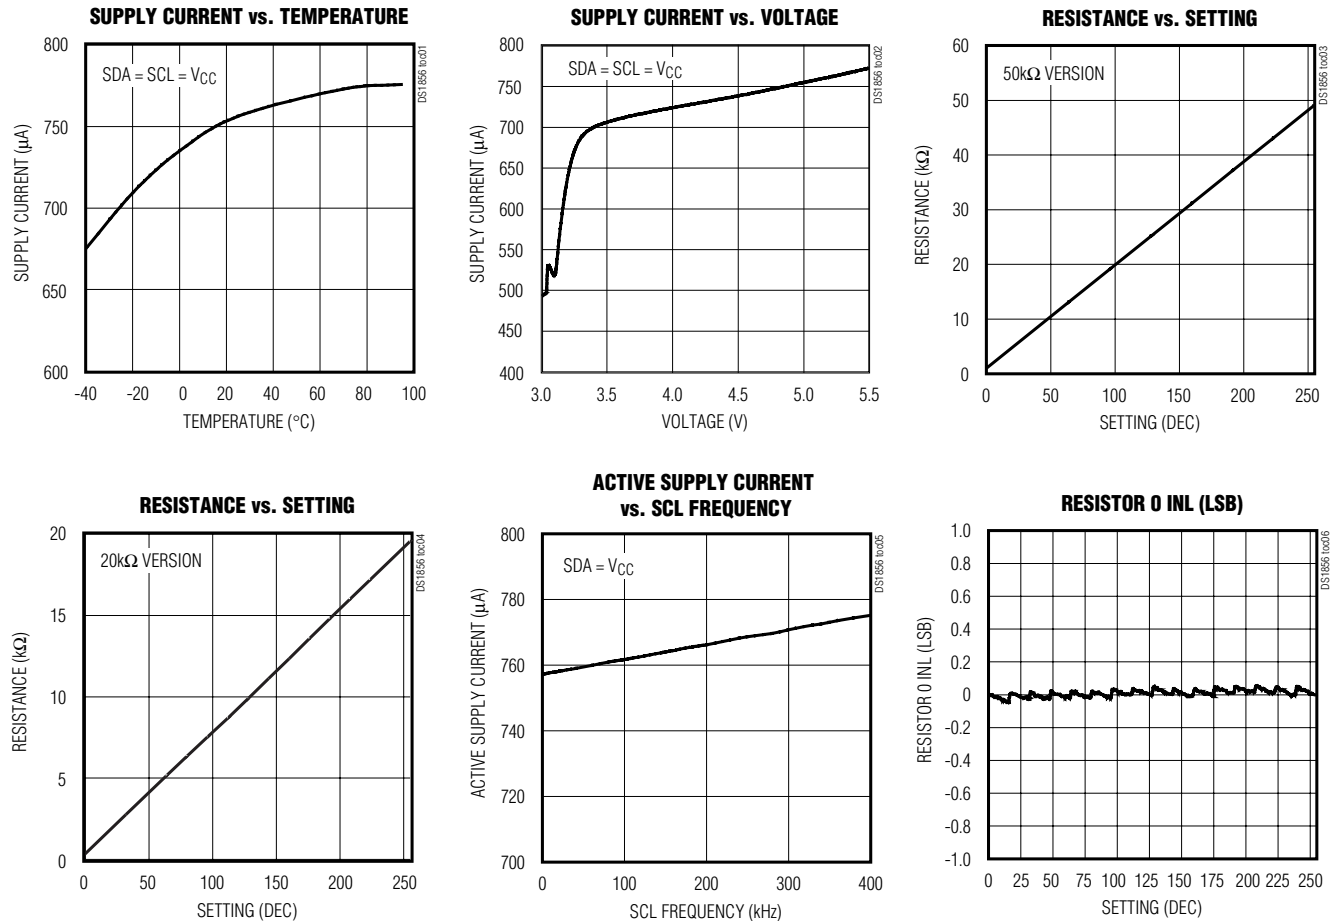 SUPPLY CURRENT vs. TEMPERATURE
800
750
700
650
600
SUPPLY CURRENT (μA)
SDA = SCL = VCC
DS1856 toc01
-40 -20 0 20 40 60 80 100
TEMPERATURE (°C)
SUPPLY CURRENT vs. VOLTAGE
800
750
700
650
600
550
500
450
400
SUPPLY CURRENT (μA)
SDA = SCL = VCC
DS1856 toc02
3.0 3.5 4.0 4.5 5.0 5.5
VOLTAGE (V)
RESISTANCE vs. SETTING
60
50
40
30
20
10
0
RESISTANCE (kΩ)
50kΩ VERSION
DS1856 toc03
0 50 100 150 200 250
SETTING (DEC)
RESISTANCE vs. SETTING
20
15
10
5
0
RESISTANCE (kΩ)
20kΩ VERSION
DS1856 toc04
0 50 100 150 200 250
SETTING (DEC)
ACTIVE SUPPLY CURRENT
vs. SCL FREQUENCY
800
780
760
740
720
700
ACTIVE SUPPLY CURRENT (μA)
SDA = VCC
DS1856 toc05
0 100 200 300 400
SCL FREQUENCY (kHz)
RESISTOR 0 INL (LSB)
1.0
0.8
0.6
0.4
0.2
0
-0.2
-0.4
-0.6
-0.8
-1.0
RESISTOR 0 INL (LSB)
DS1856 toc06
0 25 50 75 100 125 150 175 200 225 250
SETTING (DEC)